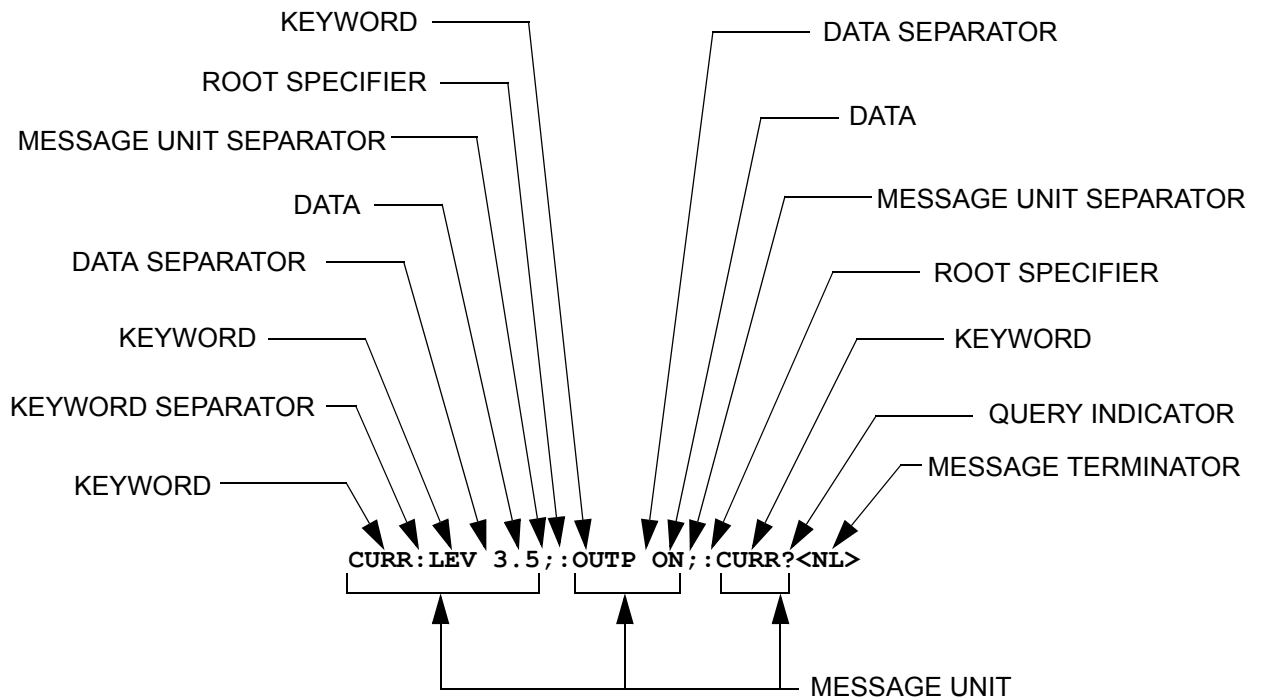 KEYWORD
DATA SEPARATOR
ROOT SPECIFIER
DATA
MESSAGE UNIT SEPARATOR
MESSAGE UNIT SEPARATOR
DATA
DATA SEPARATOR
ROOT SPECIFIER
KEYWORD
KEYWORD
KEYWORD SEPARATOR
QUERY INDICATOR
KEYWORD
MESSAGE TERMINATOR
CURR:LEV 3.5;:OUTP ON;:CURR?<NL>
MESSAGE UNIT